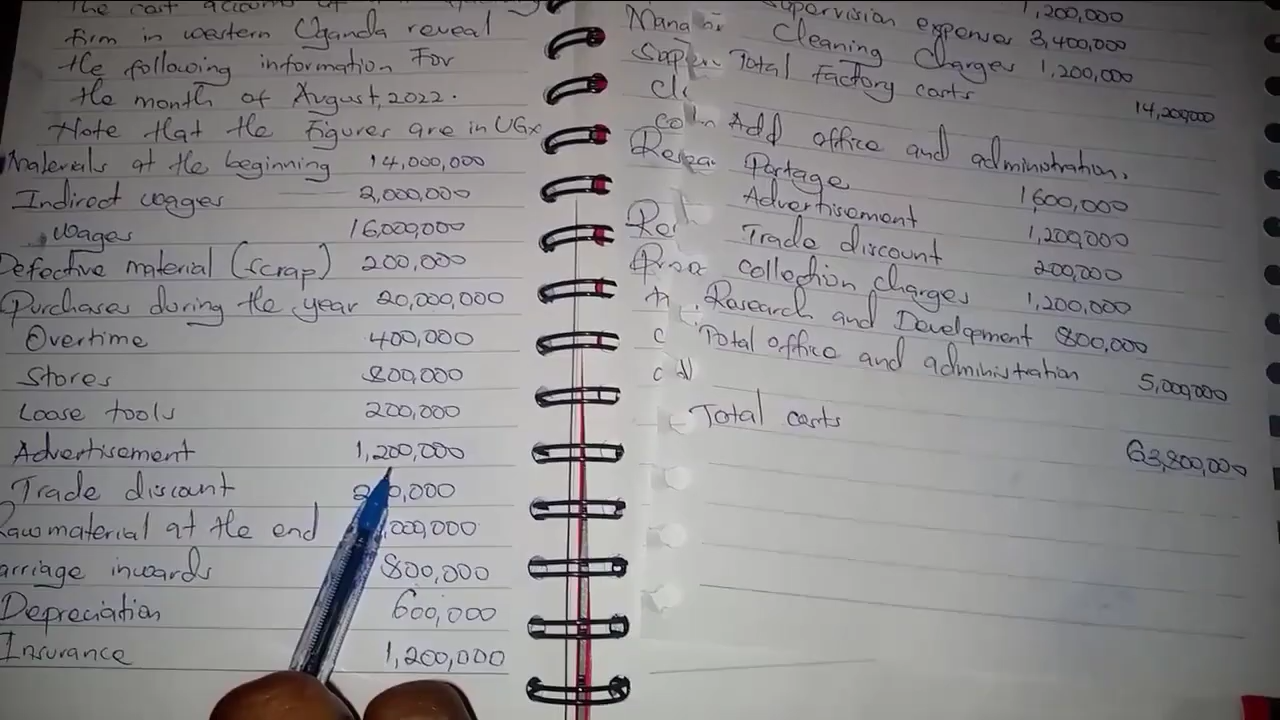 The cost accounts of
firm in western Uganda reveal
the following information For
the month of August, 2022.
Note that the Figures are in UGx
Materials at the beginning 14,000,000
Indirect wages 2,000,000
Wages 16,000,000
Defective material (Scrap) 200,000
Purchases during the year 20,000,000
Overtime 400,000
Stores 800,000
Loose tools 200,000
Advertisement 1,200,000
Trade discount
Raw material at the end
arriage inwards 800,000
Depreciation 600,000
Insurance 1,200,000
1,200,000
Supervision expenses 3,400,000
Cleaning Charges 1,200,000
Total Factory costs 14,200,000
Add office and administration.
Postage 1,600,000
Advertisement 1,200,000
Trade discount 200,000
Collection charges 1,200,000
Research and Development 800,000
Total office and administration 5,000,000
Total costs 63,800,000